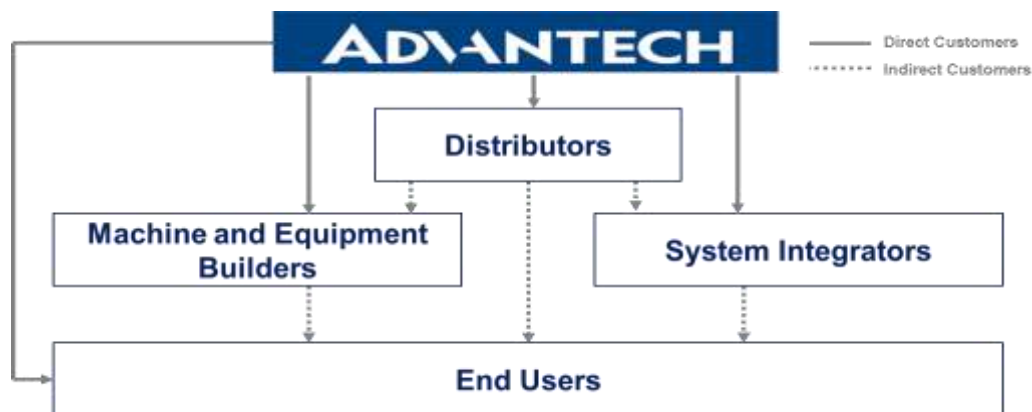 ADVANTECH
Direct Customers
Indirect Customers
Distributors
Machine and Equipment
Builders
System Integrators
End Users